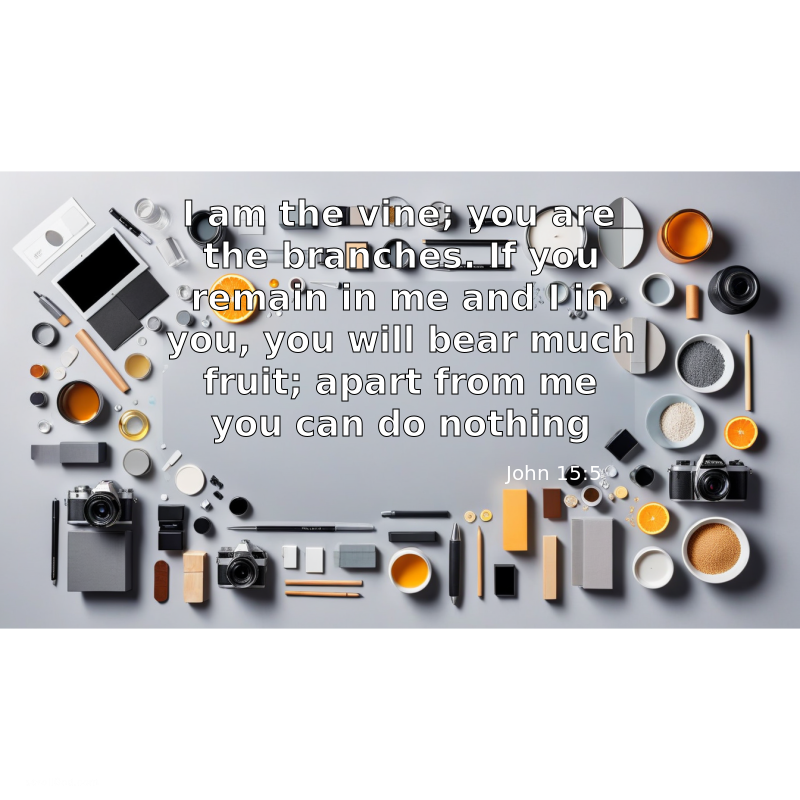 I am the vine; you are
the branches. If you
remain in me and I in
you, you will bear much
fruit; apart from me
you can do nothing
John 15:5